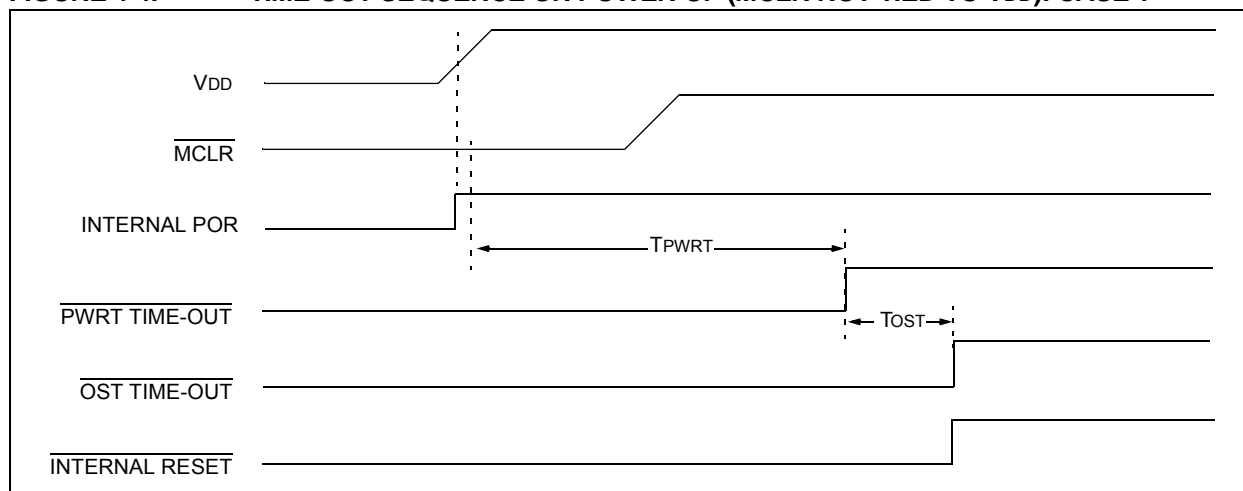 FIGURE TIME-OUT SEQUENCE ON POWER-UP (MCLR NOT TIED TO VDD): CASE 1
VDD
MCLR
INTERNAL POR
TPWRT
PWRT TIME-OUT
TOST
OST TIME-OUT
INTERNAL RESET